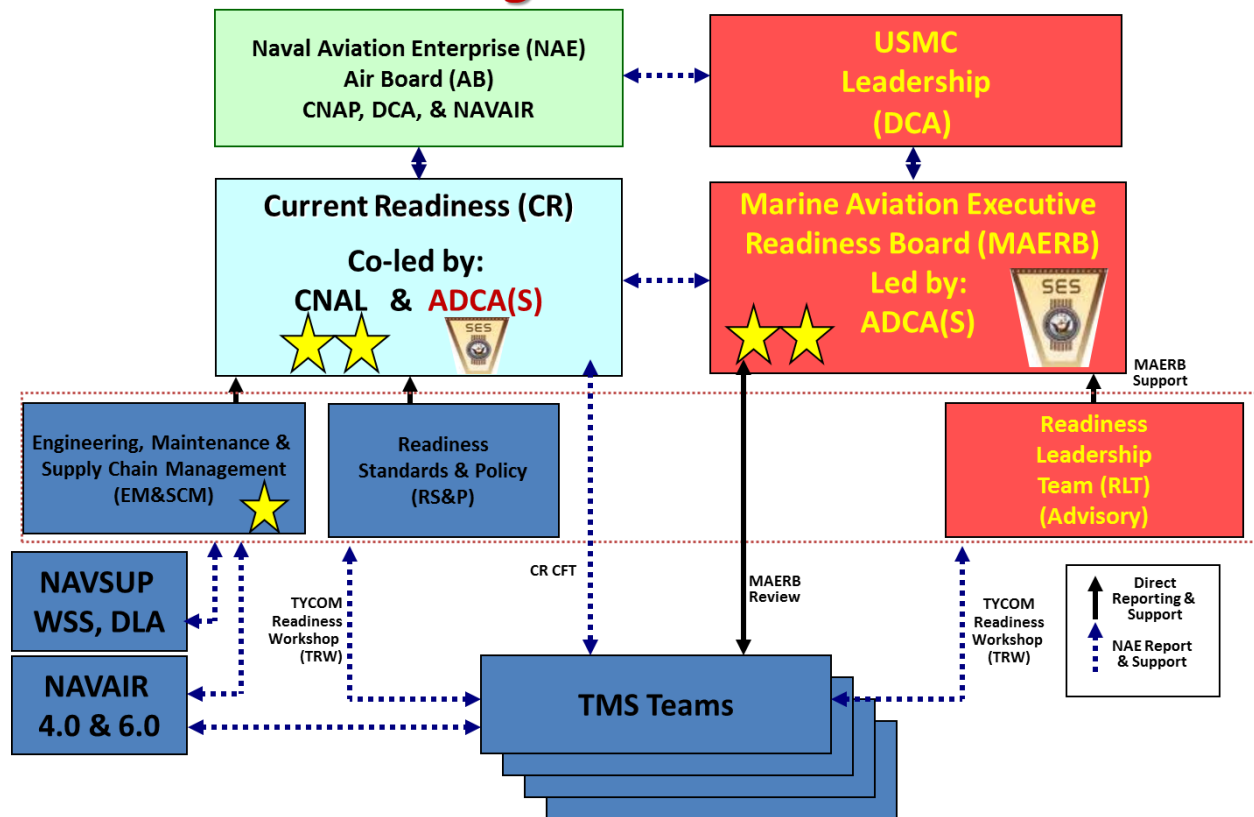 Naval Aviation Enterprise (NAE)
Air Board (AB)
CNAP, DCA, & NAVAIR
USMC
Leadership
(DCA)
Current Readiness (CR)
Co-led by:
CNAL & ADCA(S)
SES
Marine Aviation Executive
Readiness Board (MAERB)
Led by:
ADCA(S)
SES
MAERB
Support
Engineering, Maintenance &
Supply Chain Management
(EM&SCM)
Readiness
Standards & Policy
(RS&P)
Readiness
Leadership
Team (RLT)
(Advisory)
NAVSUP
WSS, DLA
NAVAIR
4.0 & 6.0
TYCOM
Readiness
Workshop
(TRW)
CR CFT
MAERB
Review
TYCOM
Readiness
Workshop
(TRW)
Direct
Reporting &
Support
NAE Report
& Support
TMS Teams